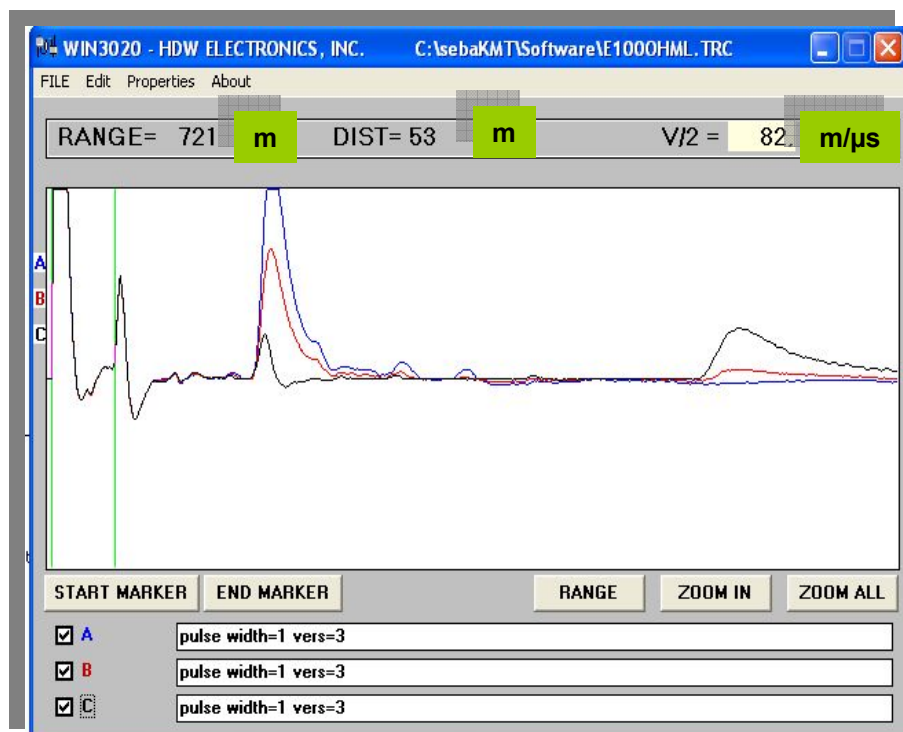 WIN3020 - HDW ELECTRONICS, INC. C:\sebaKMT\Software\E1000HML.TRC
FILE Edit Properties About
RANGE= 721 m DIST= 53 m V/2 = 82. m/µs
A
B
C
START MARKER END MARKER RANGE ZOOM IN ZOOM ALL
A pulse width=1 vers=3
B pulse width=1 vers=3
C pulse width=1 vers=3